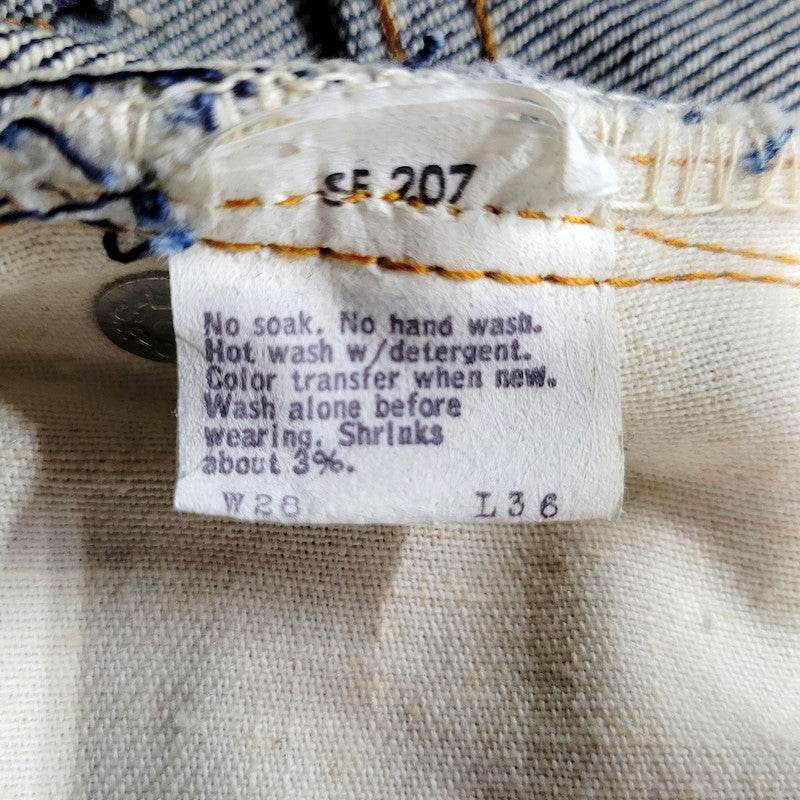 SF 207
No soak. No hand wash.
Hot wash w/detergent.
Color transfer when new.
Wash alone before
wearing. Shrinks
about 3%.
W28 L36